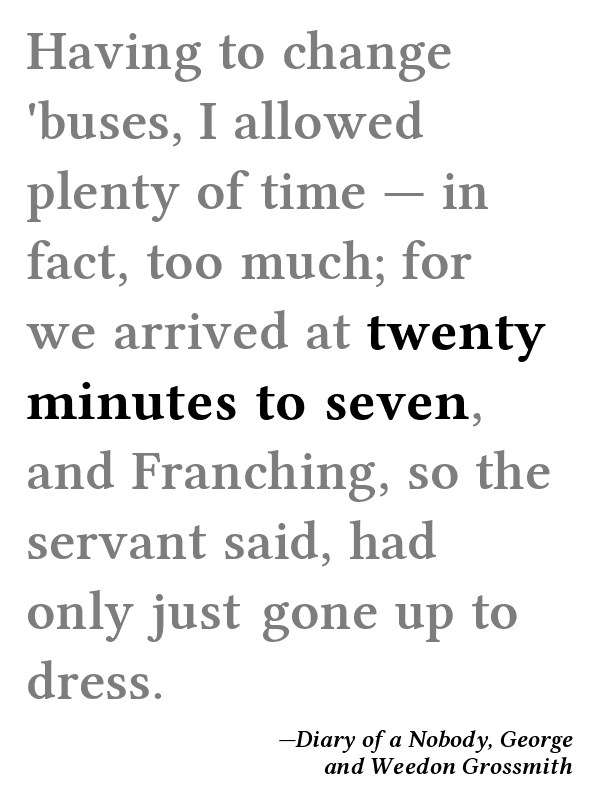 Having to change
'buses, I allowed
plenty of time — in
fact, too much; for
we arrived at twenty
minutes to seven,
and Franching, so the
servant said, had
only just gone up to
dress.
—Diary of a Nobody, George
and Weedon Grossmith